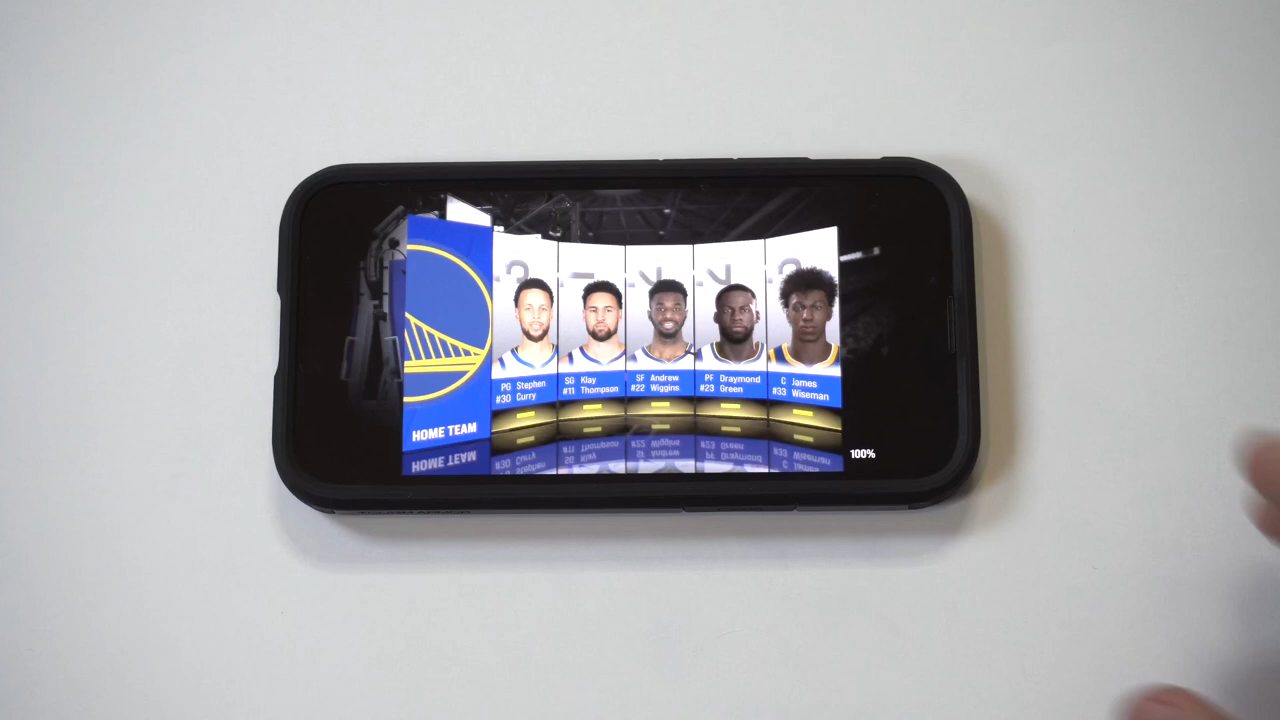 PG Stephen
#30 Curry
SG Klay
#11 Thompson
SF Andrew
#22 Wiggins
PF Draymond
#23 Green
C James
#33 Wiseman
HOME TEAM
100%